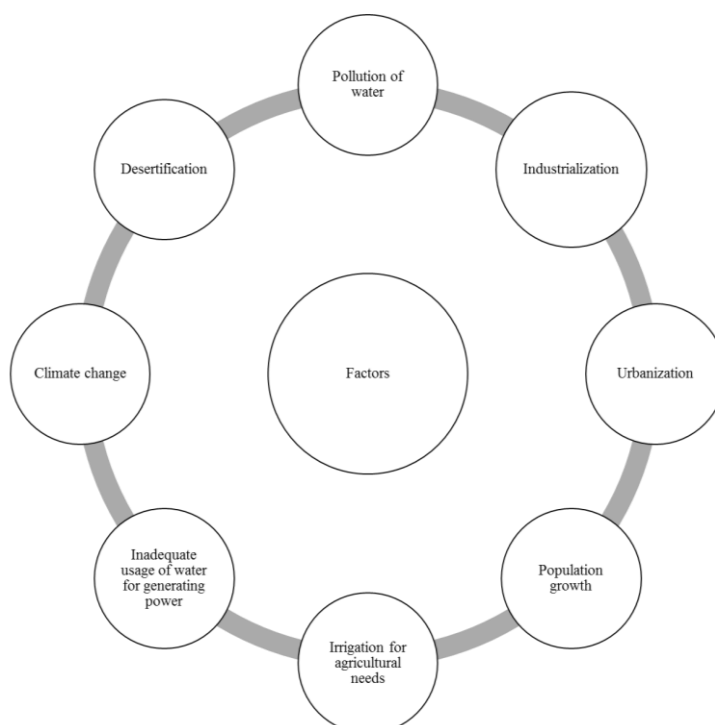 Pollution of
water
Industrialization
Urbanization
Population
growth
Irrigation for
agricultural
needs
Inadequate
usage of water
for generating
power
Climate change
Desertification
Factors